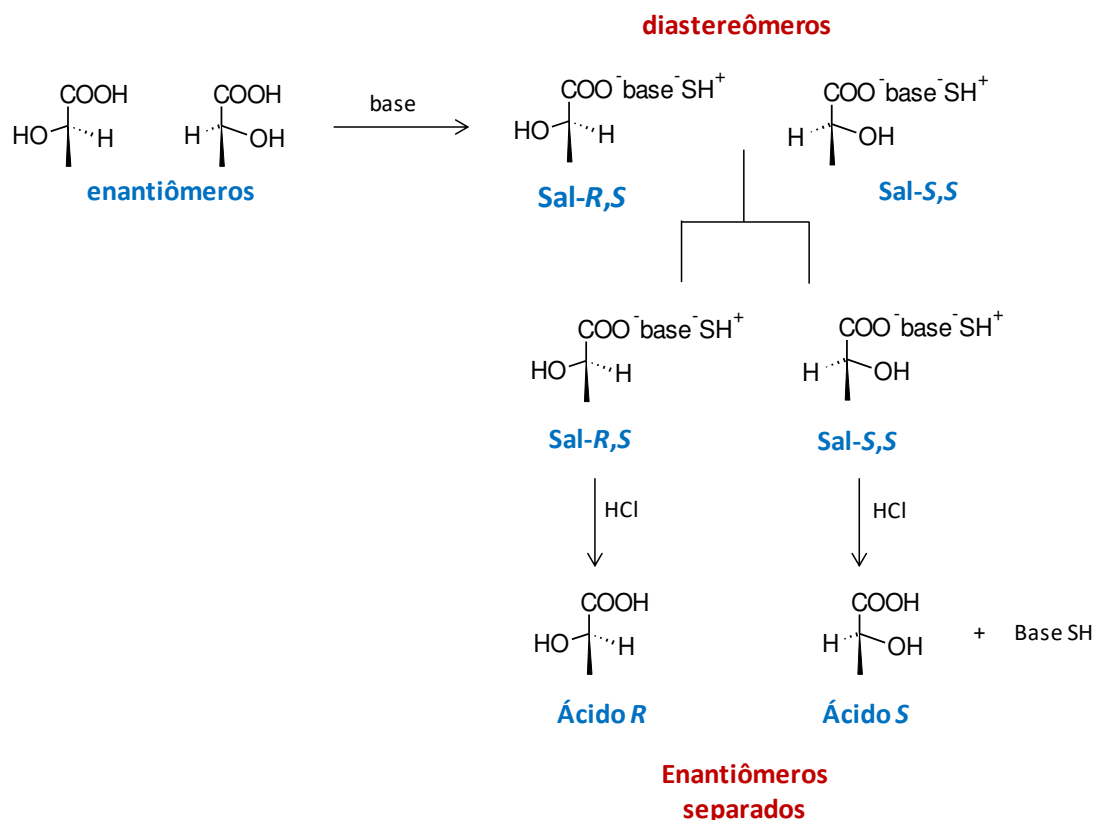 diastereômeros
COOH
HO
H
COOH
H
OH
base
COO⁻base⁻SH⁺
HO
H
COO⁻base⁻SH⁺
H
OH
enantiômeros
Sal-R,S
Sal-S,S
COO⁻base⁻SH⁺
HO
H
COO⁻base⁻SH⁺
H
OH
Sal-R,S
Sal-S,S
HCl
HCl
COOH
HO
H
COOH
H
OH
+ Base SH
Ácido R
Ácido S
Enantiômeros
separados